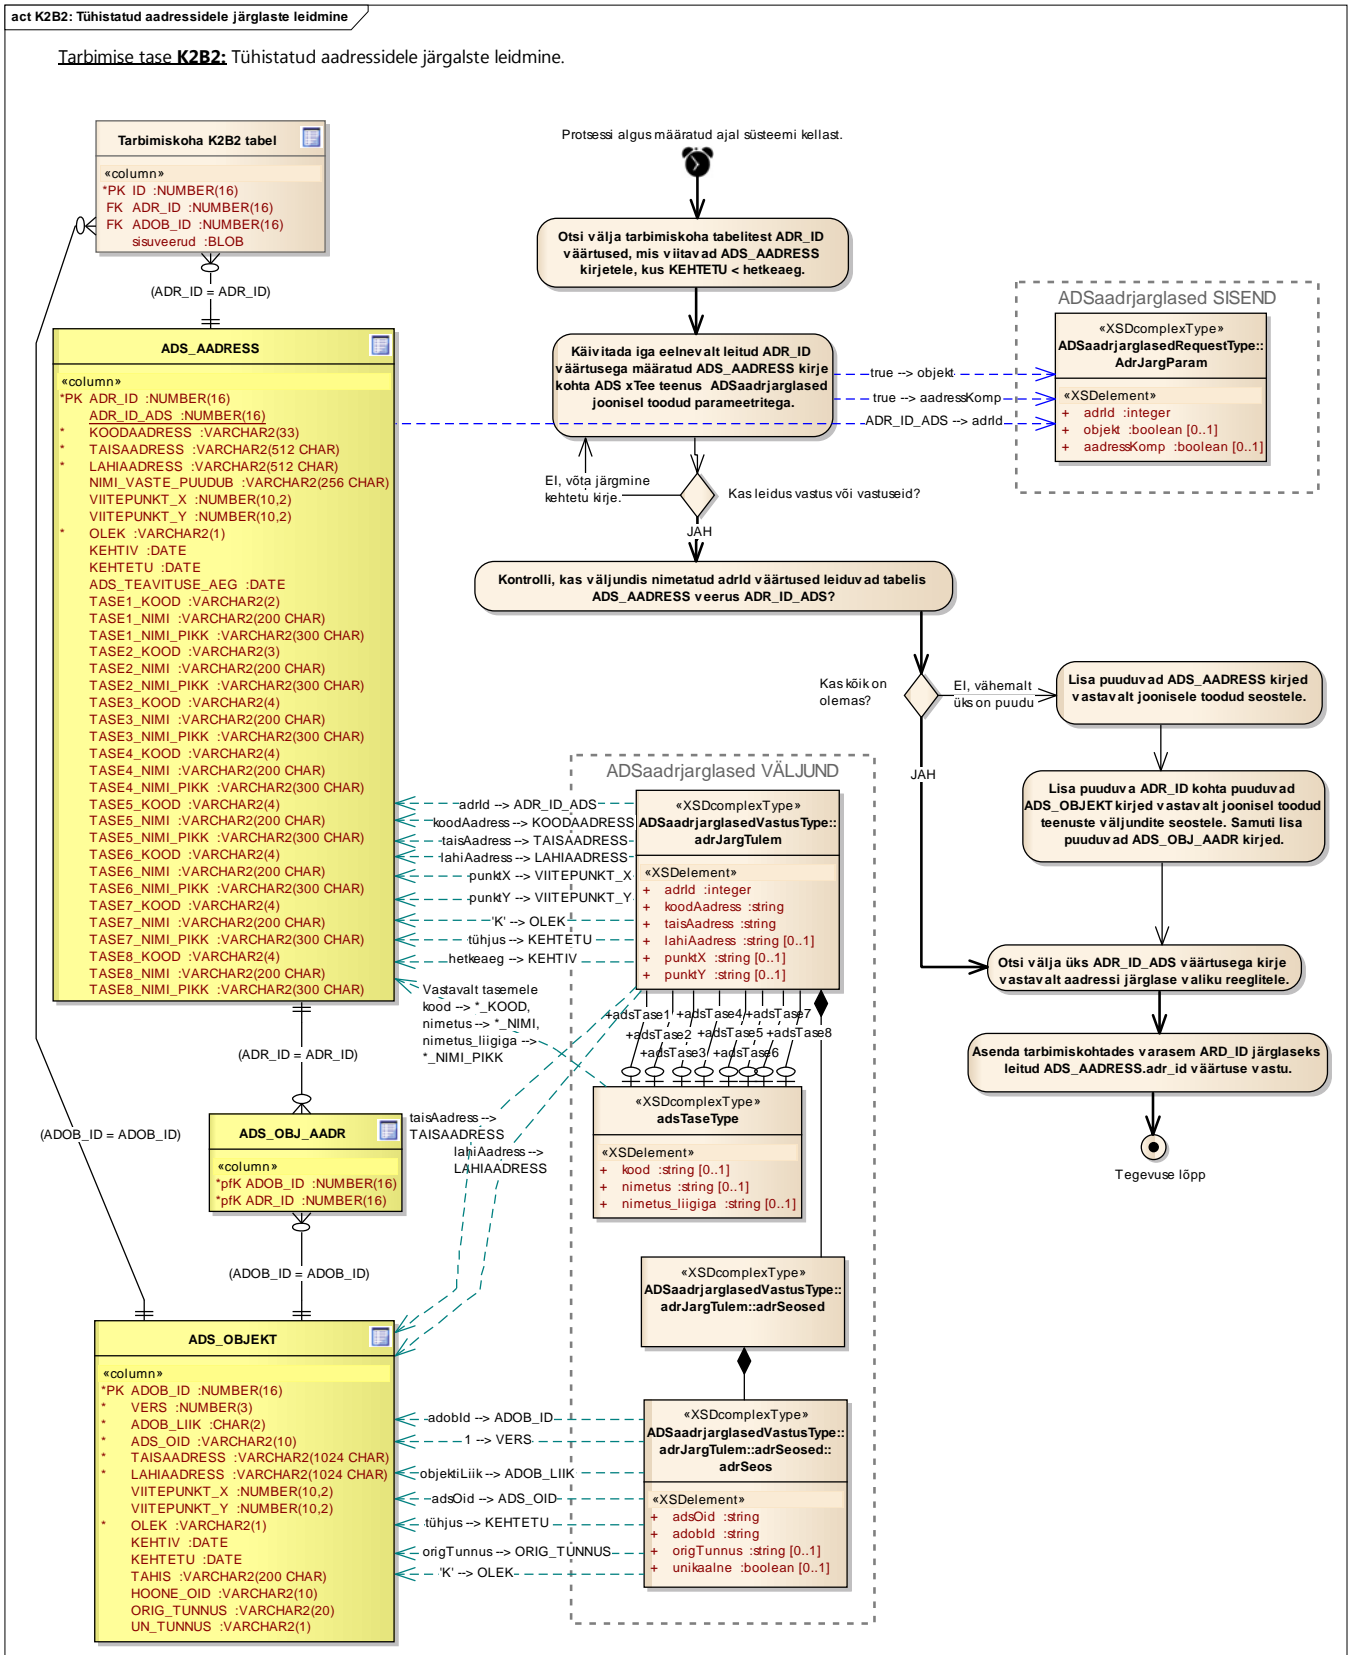 act K2B2: Tühistatud aadressidele järglaste leidmine
Tarbimise tase K2B2: Tühistatud aadressidele järgalste leidmine.
Tarbimiskoha K2B2 tabel
«column»
*PK ID :NUMBER(16)
FK ADR_ID :NUMBER(16)
FK ADOB_ID :NUMBER(16)
sisuveerud :BLOB
(ADR_ID = ADR_ID)
ADS_AADRESS
«column»
*PK ADR_ID :NUMBER(16)
ADR_ID_ADS :NUMBER(16)
* KOODAADRESS :VARCHAR2(33)
* TAISAADRESS :VARCHAR2(512 CHAR)
* LAHIAADRESS :VARCHAR2(512 CHAR)
NIMI_VASTE_PUUDUB :VARCHAR2(256 CHAR)
VIITEPUNKT_X :NUMBER(10,2)
VIITEPUNKT_Y :NUMBER(10,2)
* OLEK :VARCHAR2(1)
KEHTIV :DATE
KEHTETU :DATE
ADS_TEAVITUSE_AEG :DATE
TASE1_KOOD :VARCHAR2(2)
TASE1_NIMI :VARCHAR2(200 CHAR)
TASE1_NIMI_PIKK :VARCHAR2(300 CHAR)
TASE2_KOOD :VARCHAR2(3)
TASE2_NIMI :VARCHAR2(200 CHAR)
TASE2_NIMI_PIKK :VARCHAR2(300 CHAR)
TASE3_KOOD :VARCHAR2(4)
TASE3_NIMI :VARCHAR2(200 CHAR)
TASE3_NIMI_PIKK :VARCHAR2(300 CHAR)
TASE4_KOOD :VARCHAR2(4)
TASE4_NIMI :VARCHAR2(200 CHAR)
TASE4_NIMI_PIKK :VARCHAR2(300 CHAR)
TASE5_KOOD :VARCHAR2(4)
TASE5_NIMI :VARCHAR2(200 CHAR)
TASE5_NIMI_PIKK :VARCHAR2(300 CHAR)
TASE6_KOOD :VARCHAR2(4)
TASE6_NIMI :VARCHAR2(200 CHAR)
TASE6_NIMI_PIKK :VARCHAR2(300 CHAR)
TASE7_KOOD :VARCHAR2(4)
TASE7_NIMI :VARCHAR2(200 CHAR)
TASE7_NIMI_PIKK :VARCHAR2(300 CHAR)
TASE8_KOOD :VARCHAR2(4)
TASE8_NIMI :VARCHAR2(200 CHAR)
TASE8_NIMI_PIKK :VARCHAR2(300 CHAR)
(ADR_ID = ADR_ID)
(ADOB_ID = ADOB_ID)
ADS_OBJ_AADR
«column»
*pfK ADOB_ID :NUMBER(16)
*pfK ADR_ID :NUMBER(16)
(ADOB_ID = ADOB_ID)
ADS_OBJEKT
«column»
*PK ADOB_ID :NUMBER(16)
* VERS :NUMBER(3)
* ADOB_LIIK :CHAR(2)
* ADS_OID :VARCHAR2(10)
* TAISAADRESS :VARCHAR2(1024 CHAR)
* LAHIAADRESS :VARCHAR2(1024 CHAR)
VIITEPUNKT_X :NUMBER(10,2)
VIITEPUNKT_Y :NUMBER(10,2)
* OLEK :VARCHAR2(1)
KEHTIV :DATE
KEHTETU :DATE
TAHIS :VARCHAR2(200 CHAR)
HOONE_OID :VARCHAR2(10)
ORIG_TUNNUS :VARCHAR2(20)
UN_TUNNUS :VARCHAR2(1)
Protsessi algus määratud ajal süsteemi kellast.
Otsi välja tarbimiskoha tabelitest ADR_ID
väärtused, mis viitavad ADS_AADRESS
kirjetele, kus KEHTETU < hetkeaeg.
Käivitada iga eelnevalt leitud ADR_ID
väärtusega määratud ADS_AADRESS kirje
kohta ADS xTee teenus ADSaadrjarglased
joonisel toodud parameetritega.
true --> objekt
true --> aadressKomp
ADR_ID_ADS --> adrId
ADSaadrjarglased SISEND
«XSDcomplexType»
ADSaadrjarglasedRequestType::
AdrJargParam
«XSDelement»
+ adrId :integer
+ objekt :boolean [0..1]
+ aadressKomp :boolean [0..1]
EI, võta järgmine
kehtetu kirje.
Kas leidus vastus või vastuseid?
JAH
Kontrolli, kas väljundis nimetatud adrId väärtused leiduvad tabelis
ADS_AADRESS veerus ADR_ID_ADS?
Kas kõik on
olemas?
EI, vähemalt
üks on puudu
Lisa puuduvad ADS_AADRESS kirjed
vastavalt joonisele toodud seostele.
JAH
Lisa puuduva ADR_ID kohta puuduvad
ADS_OBJEKT kirjed vastavalt joonisel toodud
teenuste väljundite seostele. Samuti lisa
puuduvad ADS_OBJ_AADR kirjed.
Otsi välja üks ADR_ID_ADS väärtusega kirje
vastavalt aadressi järglase valiku reeglitele.
Asenda tarbimiskohtades varasem ARD_ID järglaseks
leitud ADS_AADRESS.adr_id väärtuse vastu.
Tegevuse lõpp
ADSaadrjarglased VÄLJUND
adrId --> ADR_ID_ADS
koodAadress --> KOODAADRESS
taisAadress --> TAISAADRESS
lahiAadress --> LAHIAADRESS
punktX --> VIITEPUNKT_X
punktY --> VIITEPUNKT_Y
'K' --> OLEK
tühjus --> KEHTETU
hetkeaeg --> KEHTIV
Vastavalt tasemele
kood --> *_KOOD,
nimetus --> *_NIMI,
nimetus_liigiga -->
*_NIMI_PIKK
«XSDcomplexType»
ADSaadrjarglasedVastusType::
adrJargTulem
«XSDelement»
+ adrId :integer
+ koodAadress :string
+ taisAadress :string
+ lahiAadress :string [0..1]
+ punktX :string [0..1]
+ punktY :string [0..1]
+adsTase1
+adsTase4
+adsTase7
+adsTase2
+adsTase5
+adsTase8
+adsTase3
+adsTase6
taisAadress -->
TAISAADRESS
lahiAadress -->
LAHIAADRESS
«XSDcomplexType»
adsTaseType
«XSDelement»
+ kood :string [0..1]
+ nimetus :string [0..1]
+ nimetus_liigiga :string [0..1]
«XSDcomplexType»
ADSaadrjarglasedVastusType::
adrJargTulem::adrSeosed
«XSDcomplexType»
ADSaadrjarglasedVastusType::
adrJargTulem::adrSeosed::
adrSeos
«XSDelement»
+ adsOid :string
+ adobId :string
+ origTunnus :string [0..1]
+ unikaalne :boolean [0..1]
adobId --> ADOB_ID
1 --> VERS
objektiLiik --> ADOB_LIIK
adsOid --> ADS_OID
tühjus --> KEHTETU
origTunnus --> ORIG_TUNNUS
'K' --> OLEK